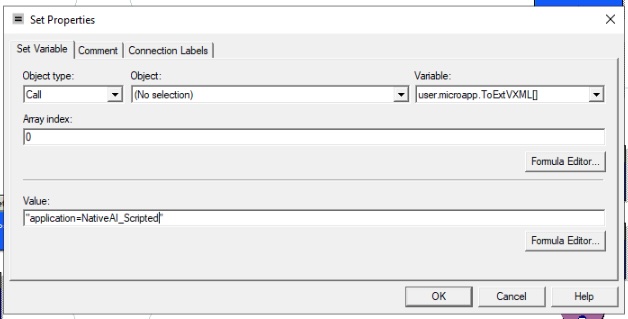 Set Properties
Set Variable Comment Connection Labels
Object type: Object: Variable:
Call (No selection) user.microapp.ToExtVXML[]
Array index:
0
Formula Editor...
Value:
"application=NativeAI_Scripted"
Formula Editor...
OK Cancel Help